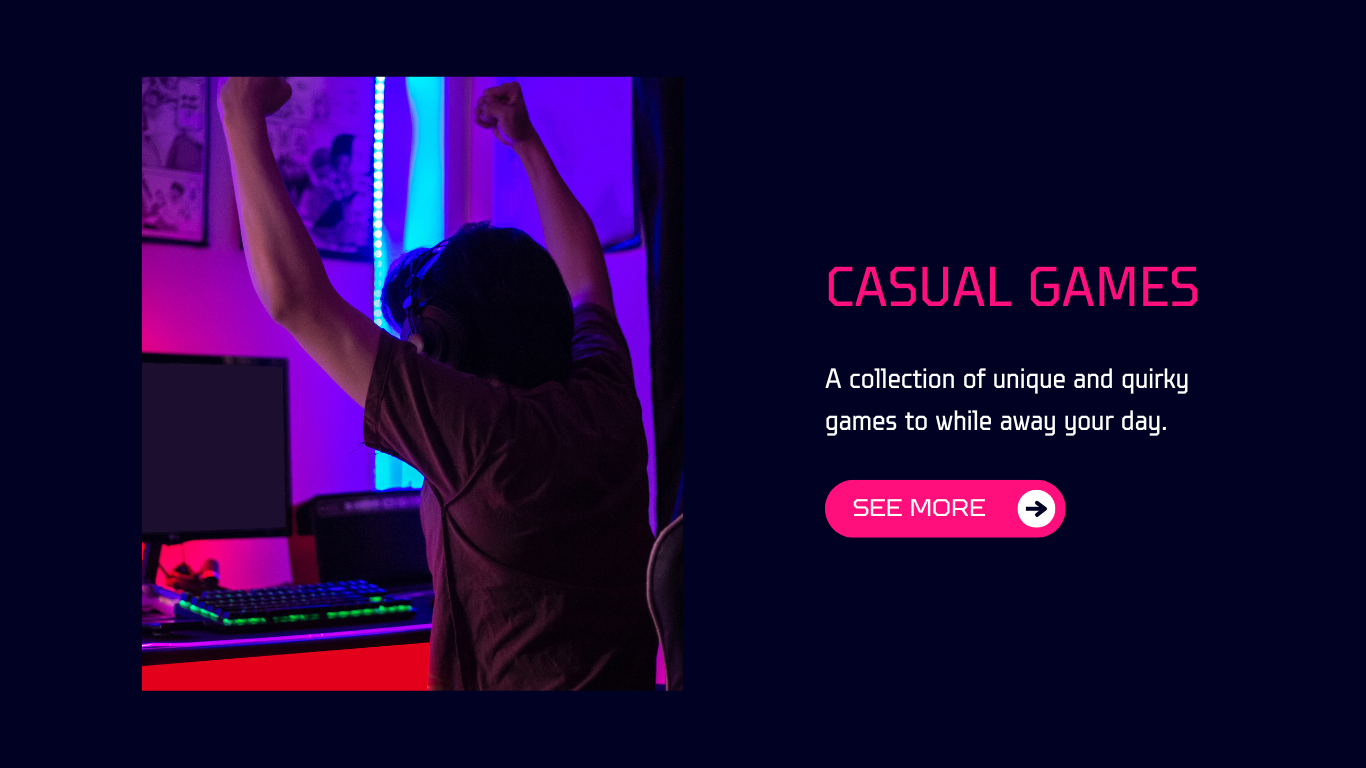 CASUAL GAMES
A collection of unique and quirky
games to while away your day.
SEE MORE